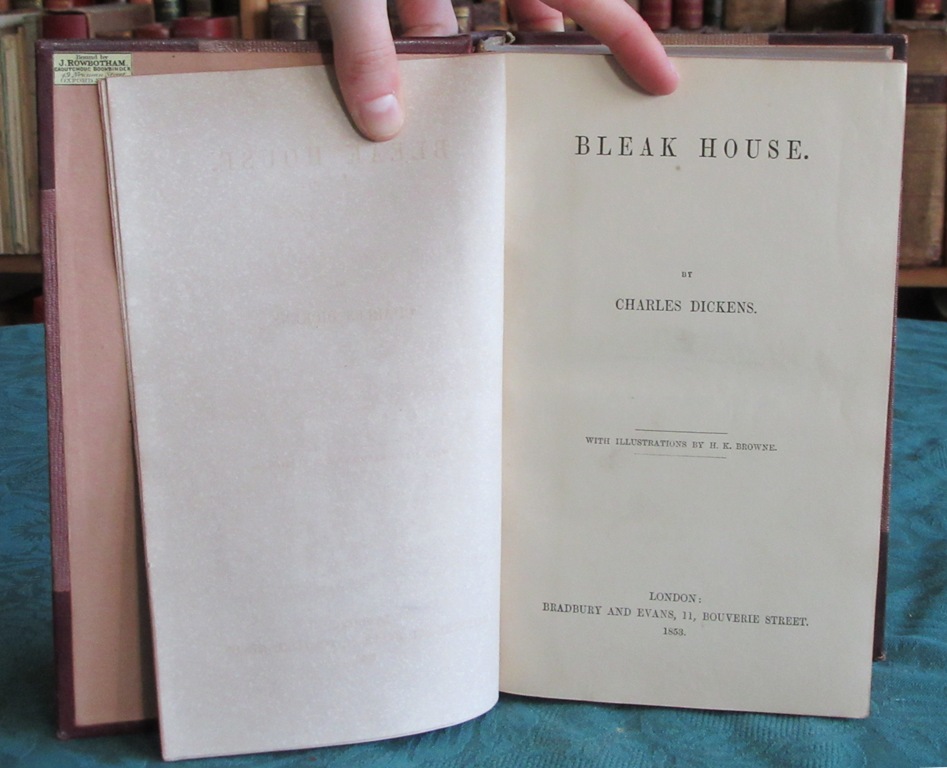 Bound by
J. ROWBOTHAM.
OXFORD
BLEAK HOUSE.
BY
CHARLES DICKENS.
WITH ILLUSTRATIONS BY H. K. BROWNE.
LONDON:
BRADBURY AND EVANS, 11, BOUVERIE STREET.
1853.